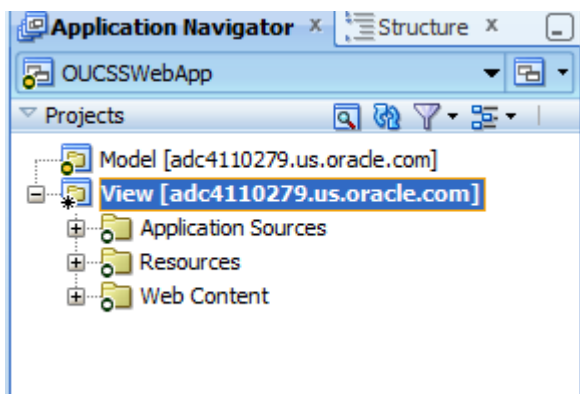 Application Navigator x Structure x
OUCSSWebApp
Projects
Model [adc4110279.us.oracle.com]
View [adc4110279.us.oracle.com]
Application Sources
Resources
Web Content